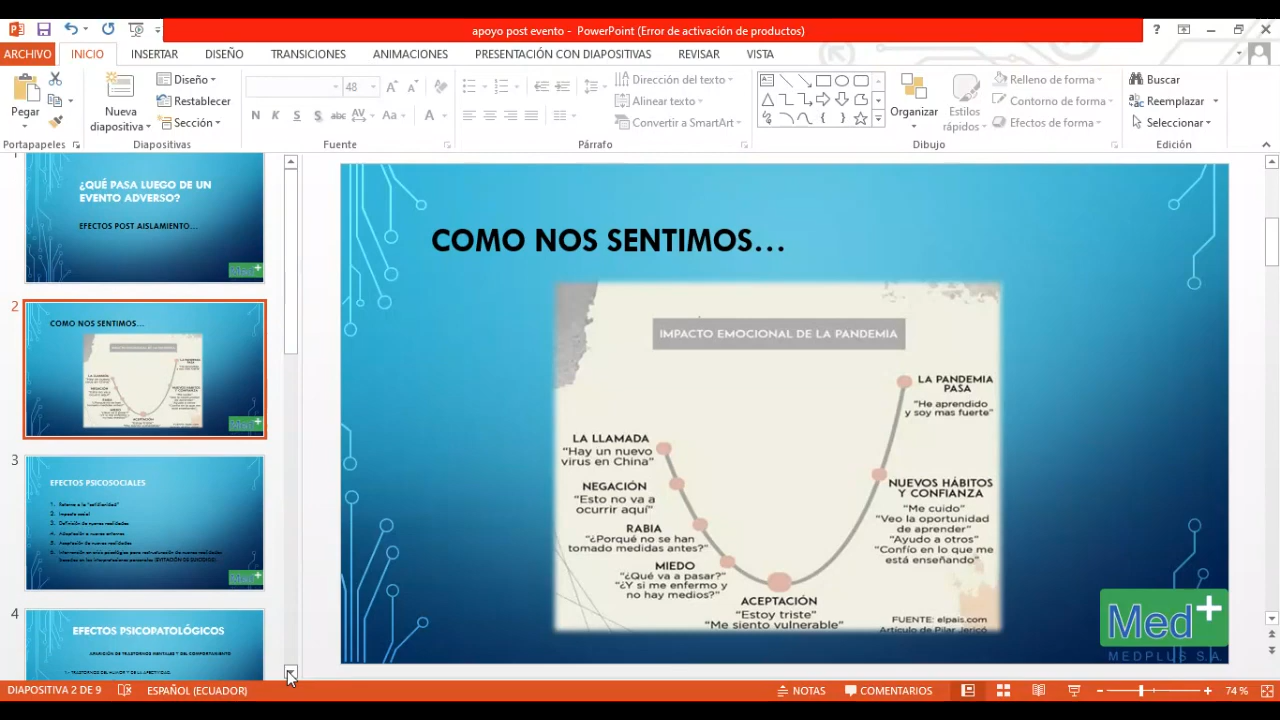 apoyo post evento - PowerPoint (Error de activación de productos)
ARCHIVO INICIO INSERTAR DISEÑO TRANSICIONES ANIMACIONES PRESENTACIÓN CON DIAPOSITIVAS REVISAR VISTA
Pegar
Nueva diapositiva
Diseño
Restablecer
Sección
48
N K S S abc AV Aa A
Dirección del texto
Alinear texto
Convertir a SmartArt
Organizar
Estilos rápidos
Relleno de forma
Contorno de forma
Efectos de forma
Buscar
Reemplazar
Seleccionar
Portapapeles Diapositivas Fuente Párrafo Dibujo Edición
¿QUÉ PASA LUEGO DE UN
EVENTO ADVERSO?
EFECTOS POST AISLAMIENTO...
2
COMO NOS SENTIMOS...
3
EFECTOS PSICOSOCIALES
4
EFECTOS PSICOPATOLÓGICOS
APARICIÓN DE TRASTORNOS MENTALES Y DEL COMPORTAMIENTO
COMO NOS SENTIMOS...
IMPACTO EMOCIONAL DE LA PANDEMIA
LA LLAMADA
"Hay un nuevo
virus en China"
NEGACIÓN
"Esto no va a
ocurrir aquí"
RABIA
"¿Porqué no se han
tomado medidas antes?"
MIEDO
"¿Qué va a pasar?"
"¿Y si me enfermo y
no hay medios?"
ACEPTACIÓN
"Estoy triste"
"Me siento vulnerable"
LA PANDEMIA
PASA
"He aprendido
y soy mas fuerte"
NUEVOS HÁBITOS
Y CONFIANZA
"Me cuido"
"Veo la oportunidad
de aprender"
"Ayudo a otros"
"Confío en lo que me
está enseñando"
FUENTE: elpais.com
Artículo de Pilar Jericó
Med+
MEDPLUS S.A.
DIAPOSITIVA 2 DE 9 ESPAÑOL (ECUADOR) NOTAS COMENTARIOS 74 %